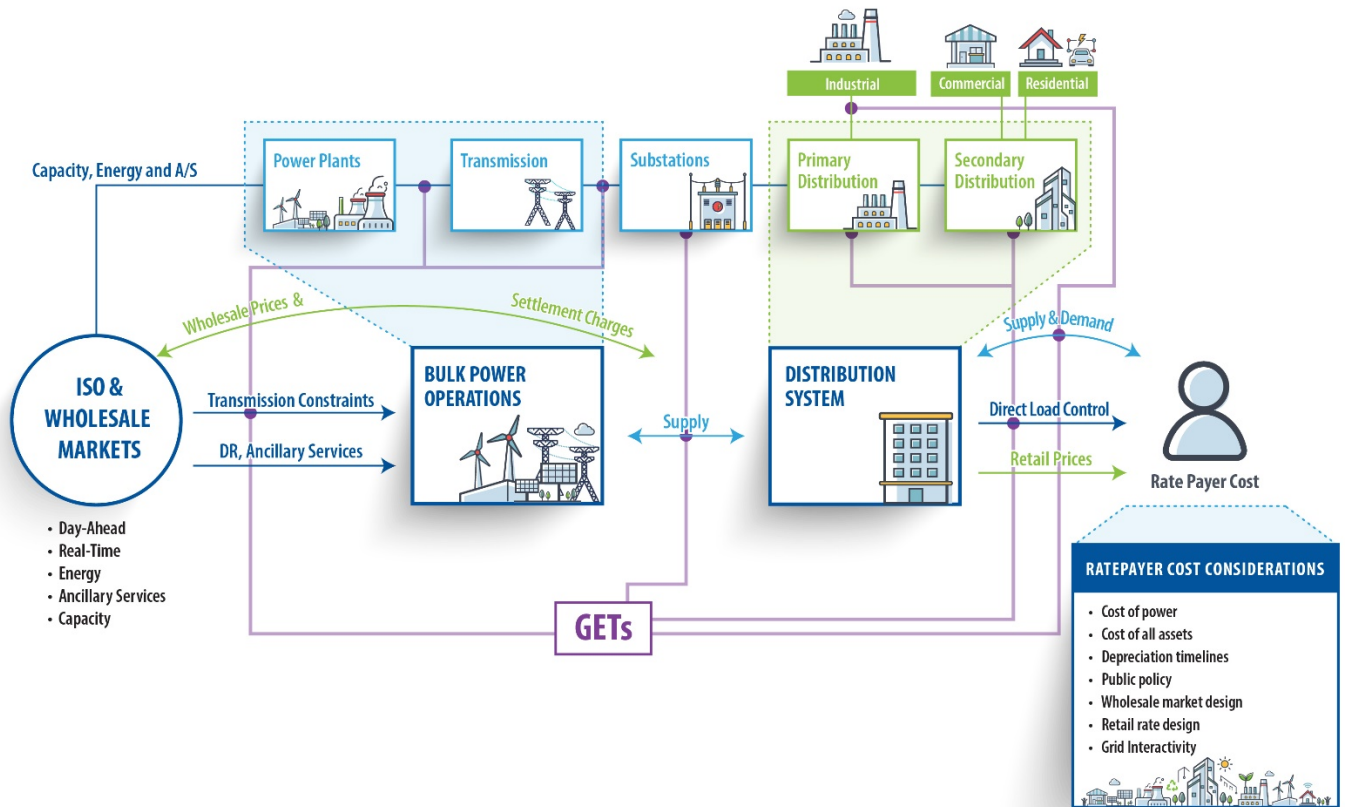 Industrial
Commercial
Residential
Capacity, Energy and A/S
Power Plants
Transmission
Substations
Primary
Distribution
Secondary
Distribution
Wholesale Prices &
Settlement Charges
Supply & Demand
ISO &
WHOLESALE
MARKETS
Transmission Constraints
DR, Ancillary Services
BULK POWER
OPERATIONS
Supply
DISTRIBUTION
SYSTEM
Direct Load Control
Retail Prices
Rate Payer Cost
• Day-Ahead
• Real-Time
• Energy
• Ancillary Services
• Capacity
GETs
RATEPAYER COST CONSIDERATIONS
• Cost of power
• Cost of all assets
• Depreciation timelines
• Public policy
• Wholesale market design
• Retail rate design
• Grid Interactivity